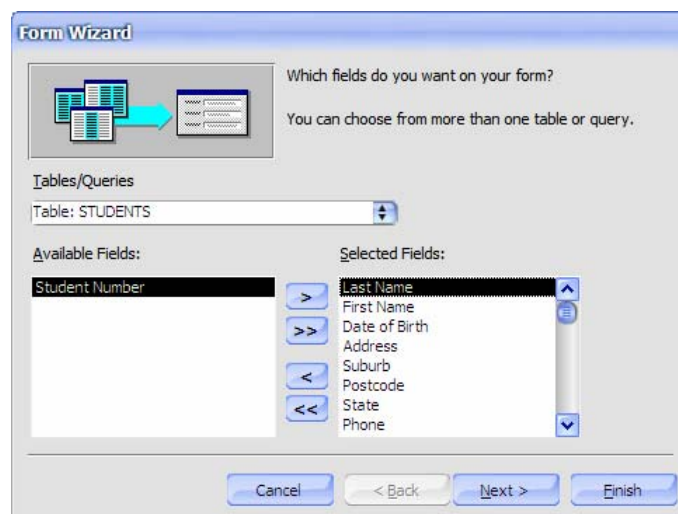 Form Wizard
Which fields do you want on your form?
You can choose from more than one table or query.
Tables/Queries
Table: STUDENTS
Available Fields:
Selected Fields:
Student Number
>
>>
<
<<
Last Name
First Name
Date of Birth
Address
Suburb
Postcode
State
Phone
Cancel
< Back
Next >
Finish